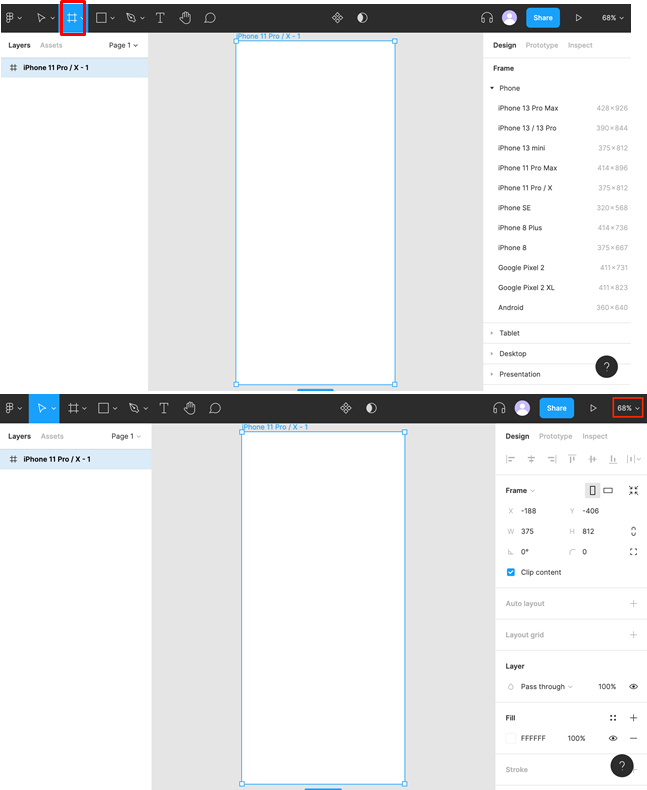 Share
68%
Layers Assets Page 1
iPhone 11 Pro / X - 1
iPhone 11 Pro / X - 1
Design Prototype Inspect
Frame
Phone
iPhone 13 Pro Max 428×926
iPhone 13 / 13 Pro 390×844
iPhone 13 mini 375×812
iPhone 11 Pro Max 414×896
iPhone 11 Pro / X 375×812
iPhone SE 320×568
iPhone 8 Plus 414×736
iPhone 8 375×667
Google Pixel 2 411×731
Google Pixel 2 XL 411×823
Android 360×640
Tablet
Desktop
Presentation
?
Share
68%
Layers Assets Page 1
iPhone 11 Pro / X - 1
iPhone 11 Pro / X - 1
Design Prototype Inspect
Frame
X -188 Y -406
W 375 H 812
0° 0
Clip content
Auto layout
Layout grid
Layer
Pass through 100%
Fill
FFFFFF 100%
Stroke
?